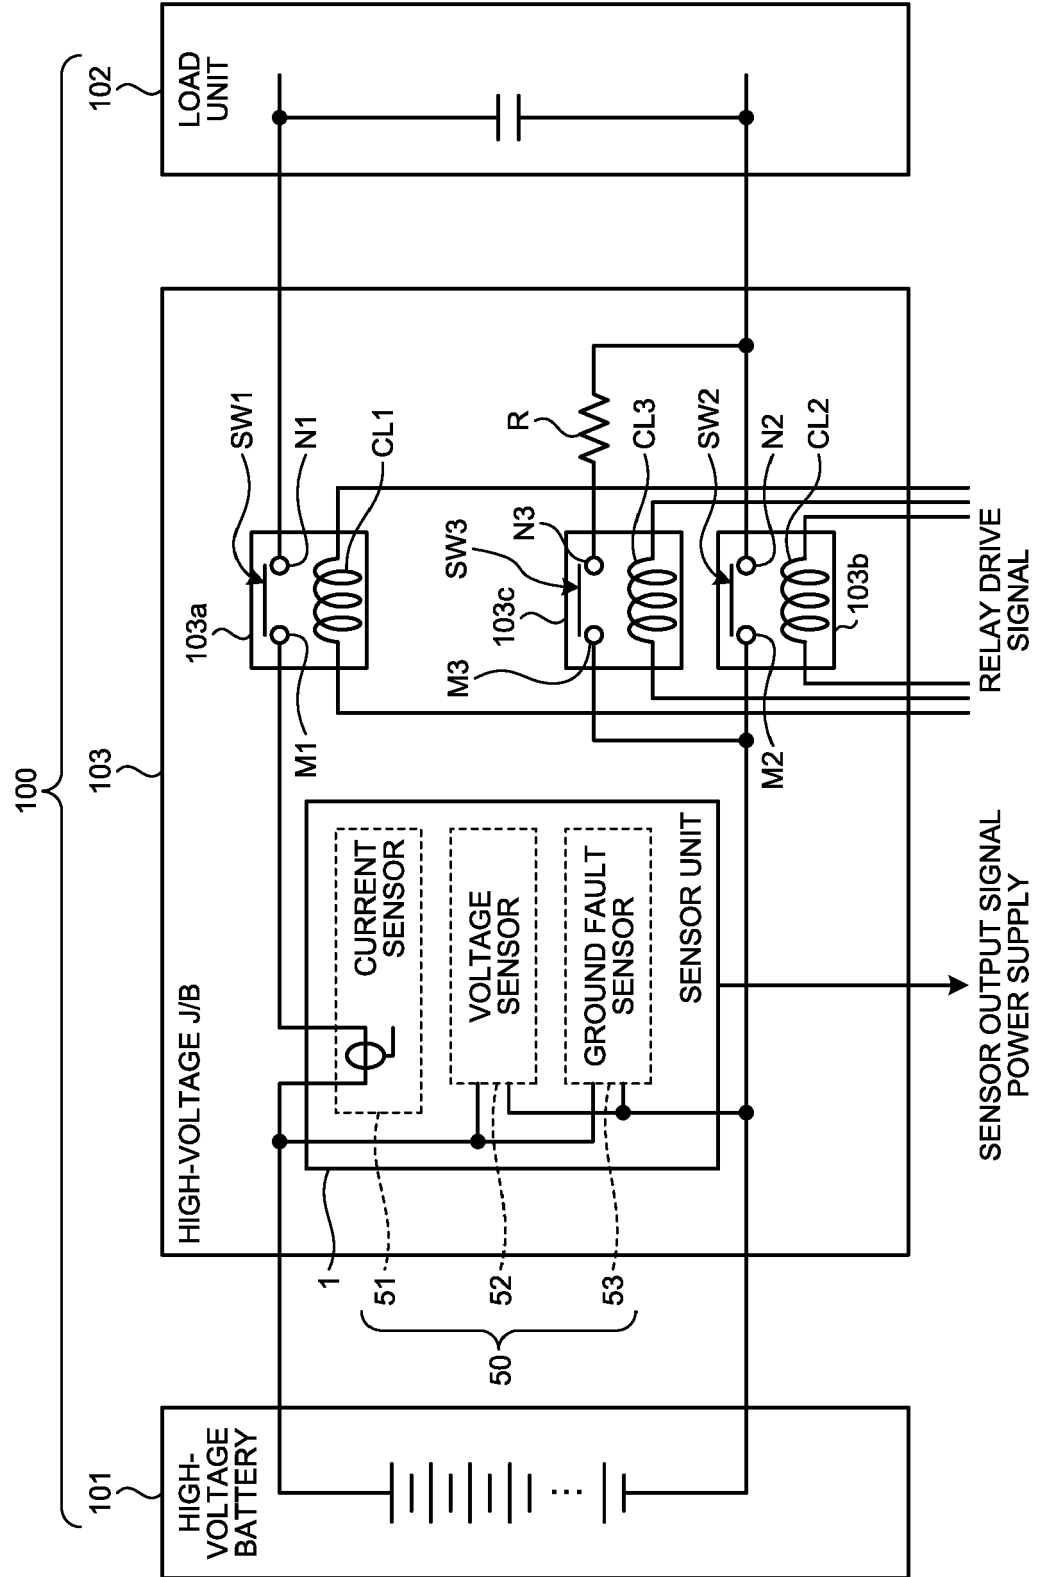 100
101
HIGH-
VOLTAGE
BATTERY
103
HIGH-VOLTAGE J/B
102
LOAD
UNIT
1
50
51
52
53
CURRENT
SENSOR
VOLTAGE
SENSOR
GROUND FAULT
SENSOR
SENSOR UNIT
103a
SW1
M1
N1
CL1
103c
SW3
M3
N3
CL3
R
SW2
M2
N2
CL2
103b
SENSOR OUTPUT SIGNAL
POWER SUPPLY
RELAY DRIVE
SIGNAL